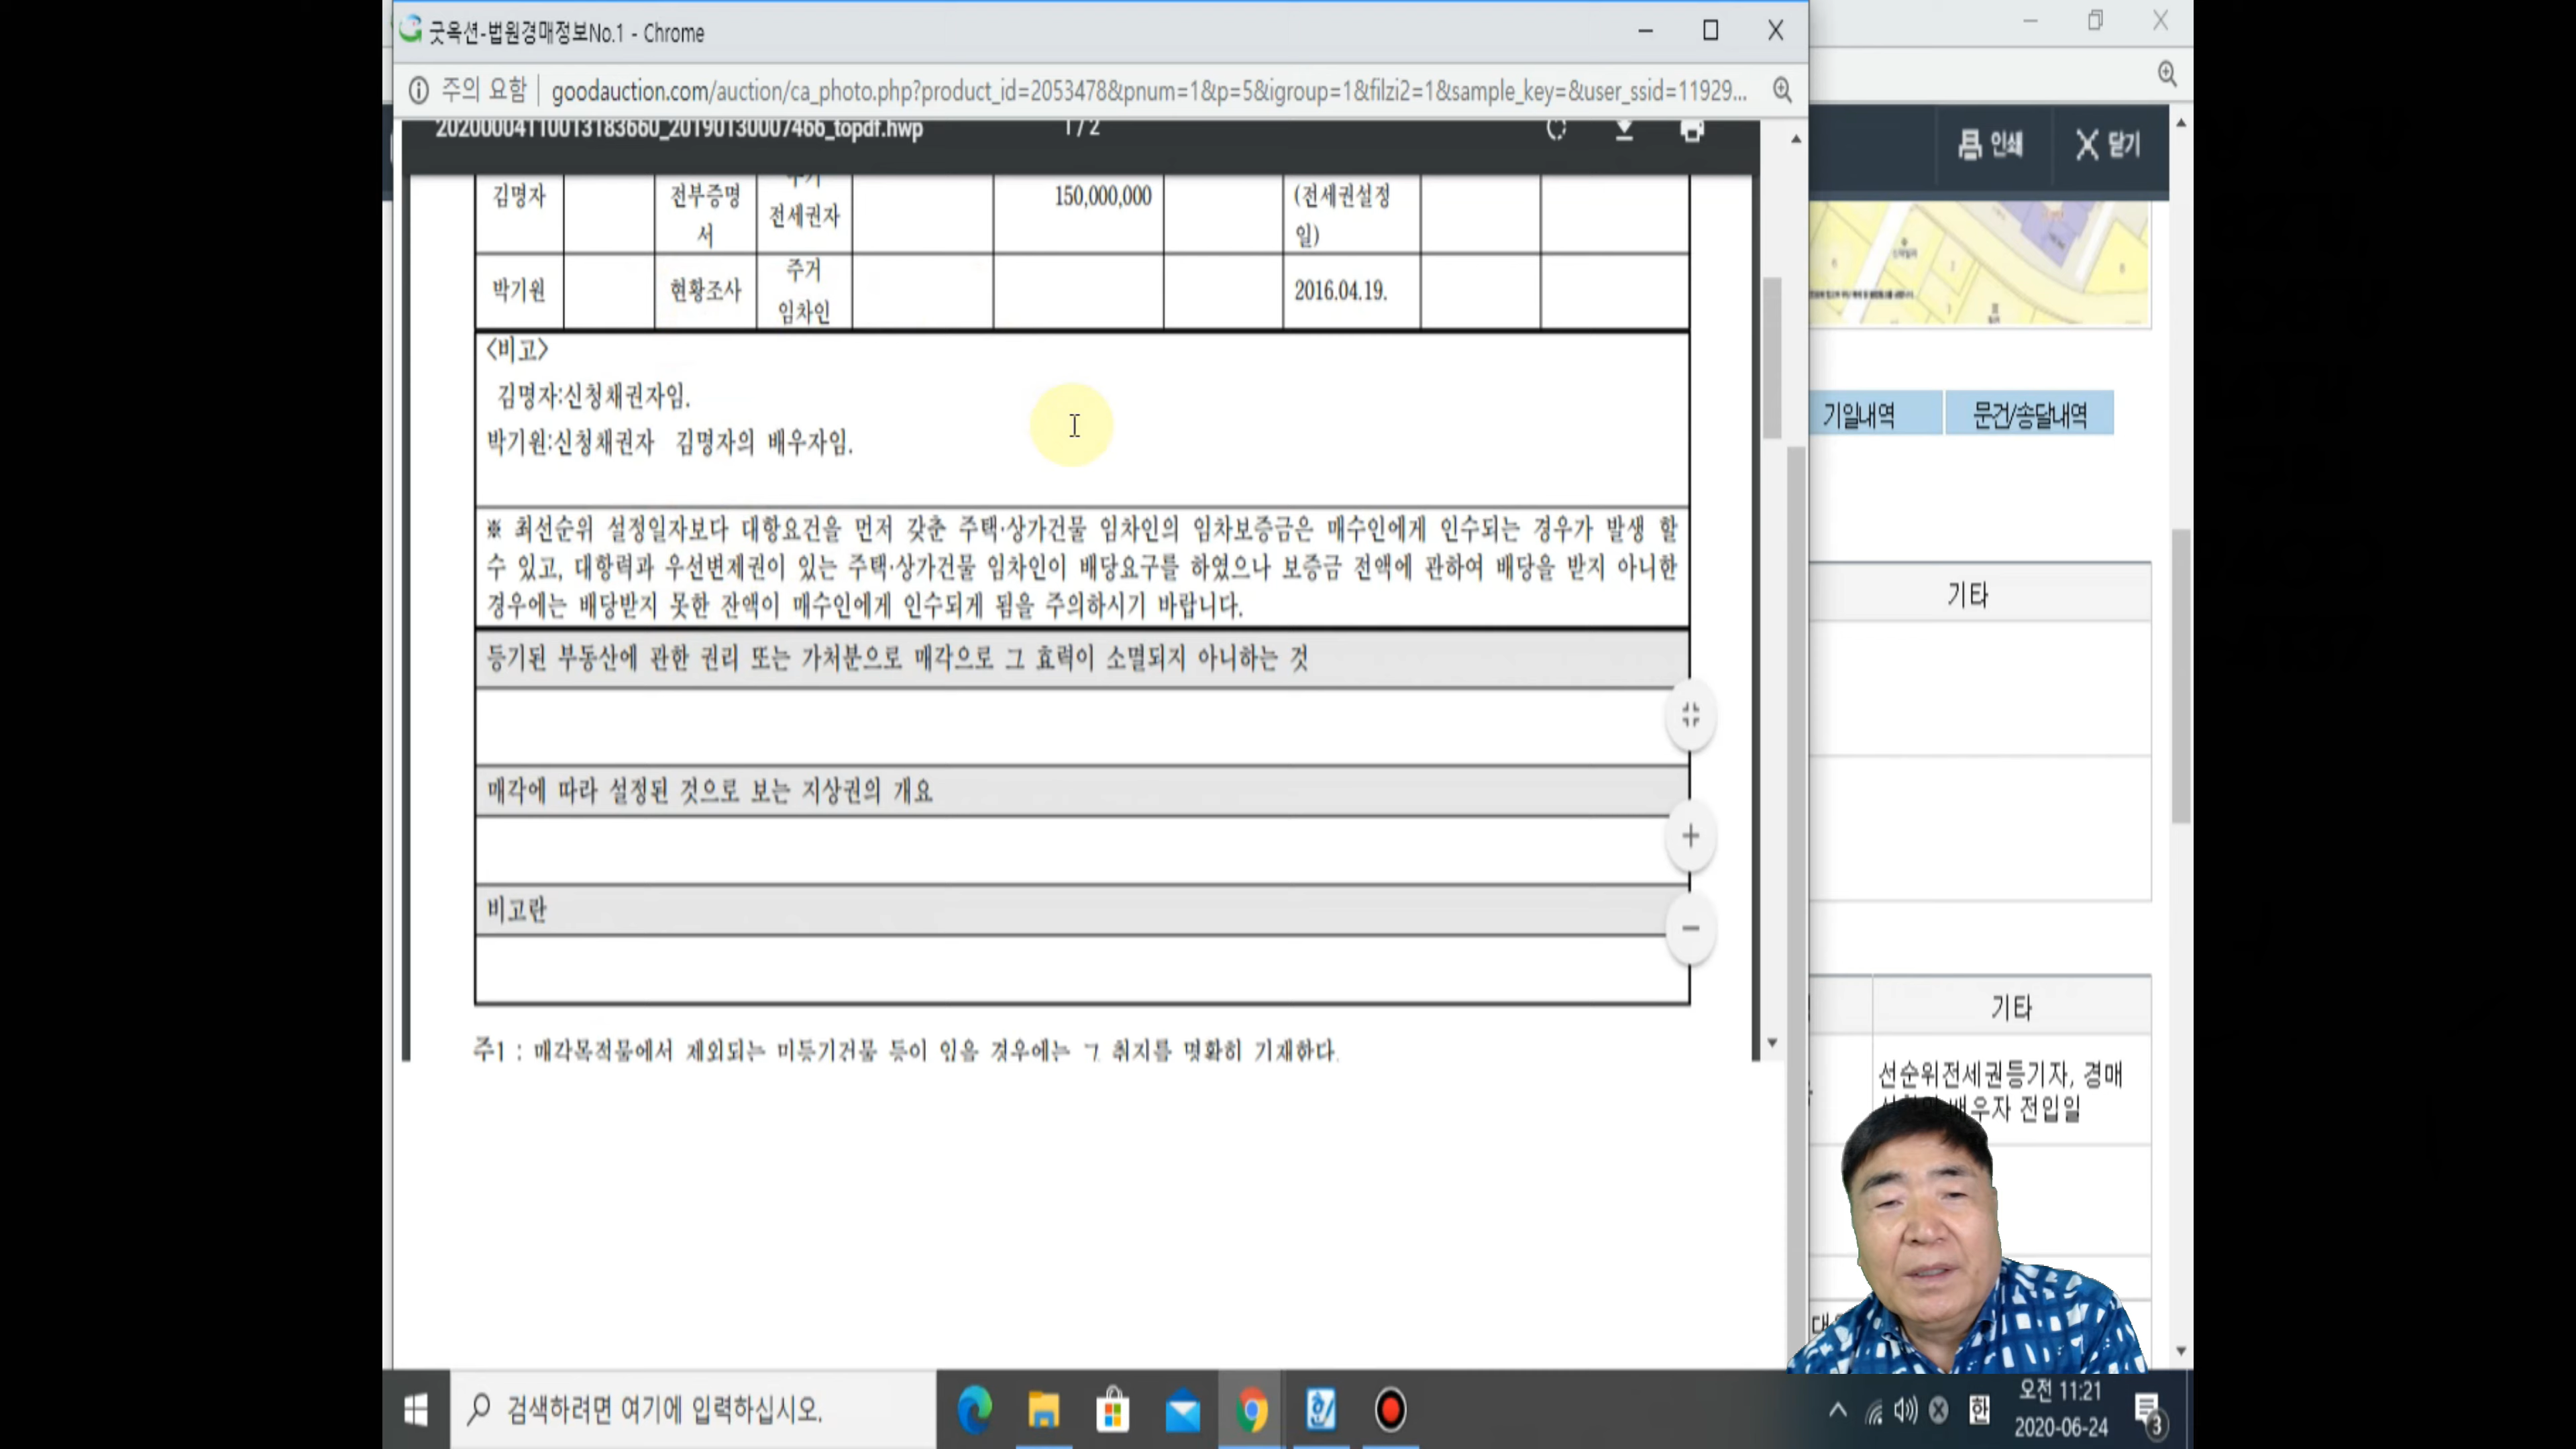 굿옥션-법원경매정보No.1 - Chrome
주의 요함
goodauction.com/auction/ca_photo.php?product_id=2053478&pnum=1&p=5&igroup=1&filzi2=1&sample_key=&user_ssid=11929...
20200004110013183660_20190130007466_topdf.hwp
1 / 2
인쇄
닫기
김명자
전부증명
서
주거
전세권자
150,000,000
(전세권설정
일)
박기원
현황조사
주거
임차인
2016.04.19.
<비고>
김명자:신청채권자임.
박기원:신청채권자 김명자의 배우자임.
※ 최선순위 설정일자보다 대항요건을 먼저 갖춘 주택·상가건물 임차인의 임차보증금은 매수인에게 인수되는 경우가 발생 할
수 있고, 대항력과 우선변제권이 있는 주택·상가건물 임차인이 배당요구를 하였으나 보증금 전액에 관하여 배당을 받지 아니한
경우에는 배당받지 못한 잔액이 매수인에게 인수되게 됨을 주의하시기 바랍니다.
등기된 부동산에 관한 권리 또는 가처분으로 매각으로 그 효력이 소멸되지 아니하는 것
매각에 따라 설정된 것으로 보는 지상권의 개요
비고란
주1 : 매각목적물에서 제외되는 미등기건물 등이 있을 경우에는 그 취지를 명확히 기재한다.
기일내역
문건/송달내역
기타
기타
선순위전세권등기자, 경매
배우자 전입일
검색하려면 여기에 입력하십시오.
한
오전 11:21
2020-06-24
3